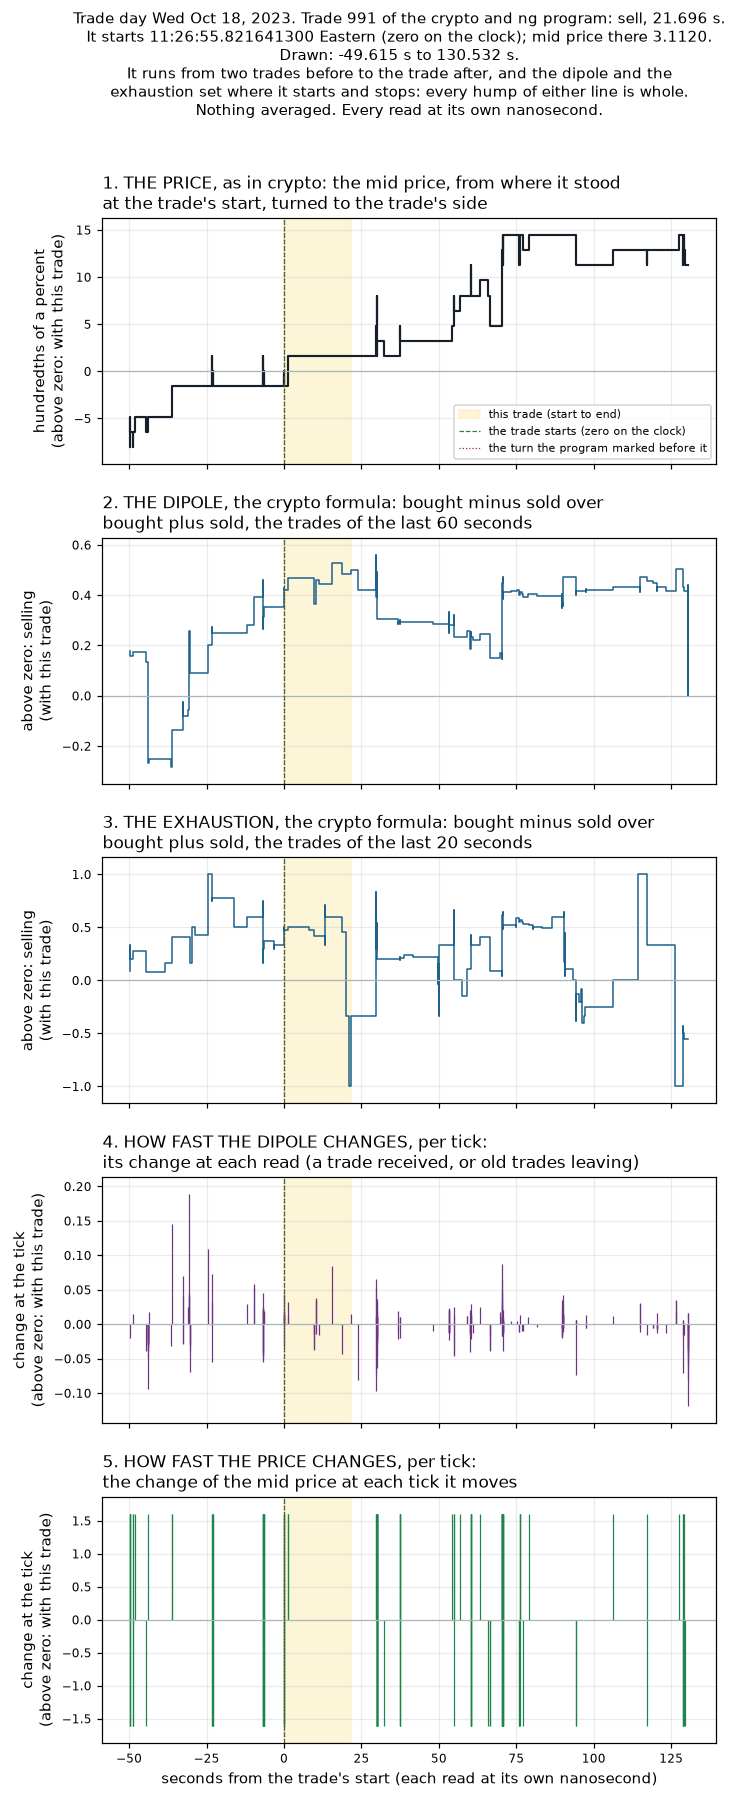 Trade day Wed Oct 18, 2023. Trade 991 of the crypto and ng program: sell, 21.696 s.
It starts 11:26:55.821641300 Eastern (zero on the clock); mid price there 3.1120.
Drawn: -49.615 s to 130.532 s.
It runs from two trades before to the trade after, and the dipole and the
exhaustion set where it starts and stops: every hump of either line is whole.
Nothing averaged. Every read at its own nanosecond.
1. THE PRICE, as in crypto: the mid price, from where it stood
at the trade's start, turned to the trade's side
hundredths of a percent
(above zero: with this trade)
15
10
5
0
−5
this trade (start to end)
the trade starts (zero on the clock)
the turn the program marked before it
2. THE DIPOLE, the crypto formula: bought minus sold over
bought plus sold, the trades of the last 60 seconds
above zero: selling
(with this trade)
0.6
0.4
0.2
0.0
−0.2
3. THE EXHAUSTION, the crypto formula: bought minus sold over
bought plus sold, the trades of the last 20 seconds
above zero: selling
(with this trade)
1.0
0.5
0.0
−0.5
−1.0
4. HOW FAST THE DIPOLE CHANGES, per tick:
its change at each read (a trade received, or old trades leaving)
change at the tick
(above zero: with this trade)
0.20
0.15
0.10
0.05
0.00
−0.05
−0.10
5. HOW FAST THE PRICE CHANGES, per tick:
the change of the mid price at each tick it moves
change at the tick
(above zero: with this trade)
1.5
1.0
0.5
0.0
−0.5
−1.0
−1.5
−50 −25 0 25 50 75 100 125
seconds from the trade's start (each read at its own nanosecond)